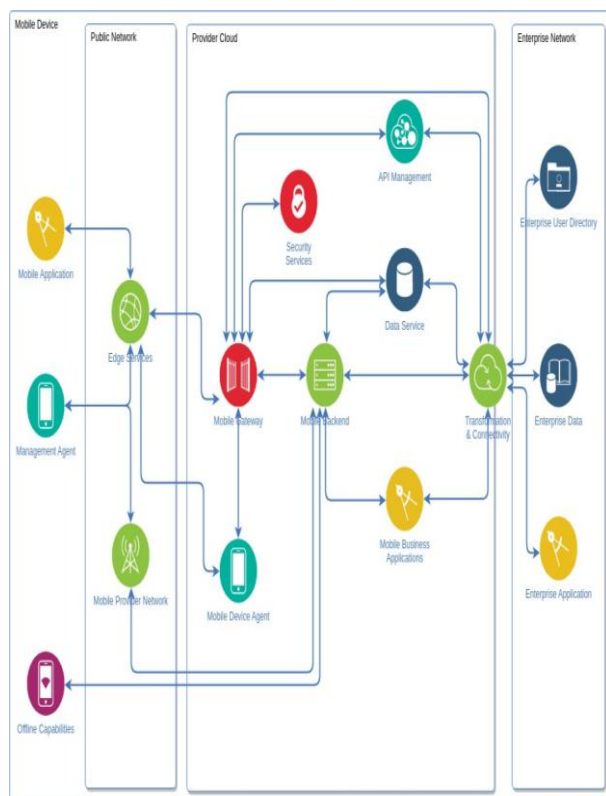 Mobile Device
Public Network
Provider Cloud
Enterprise Network
API Management
Enterprise User Directory
Security
Services
Mobile Application
Data Service
Edge Services
Mobile Gateway
Mobile Backend
Transformation
& Connectivity
Enterprise Data
Management Agent
Mobile Business
Applications
Mobile Provider Network
Mobile Device Agent
Enterprise Application
Offline Capabilities